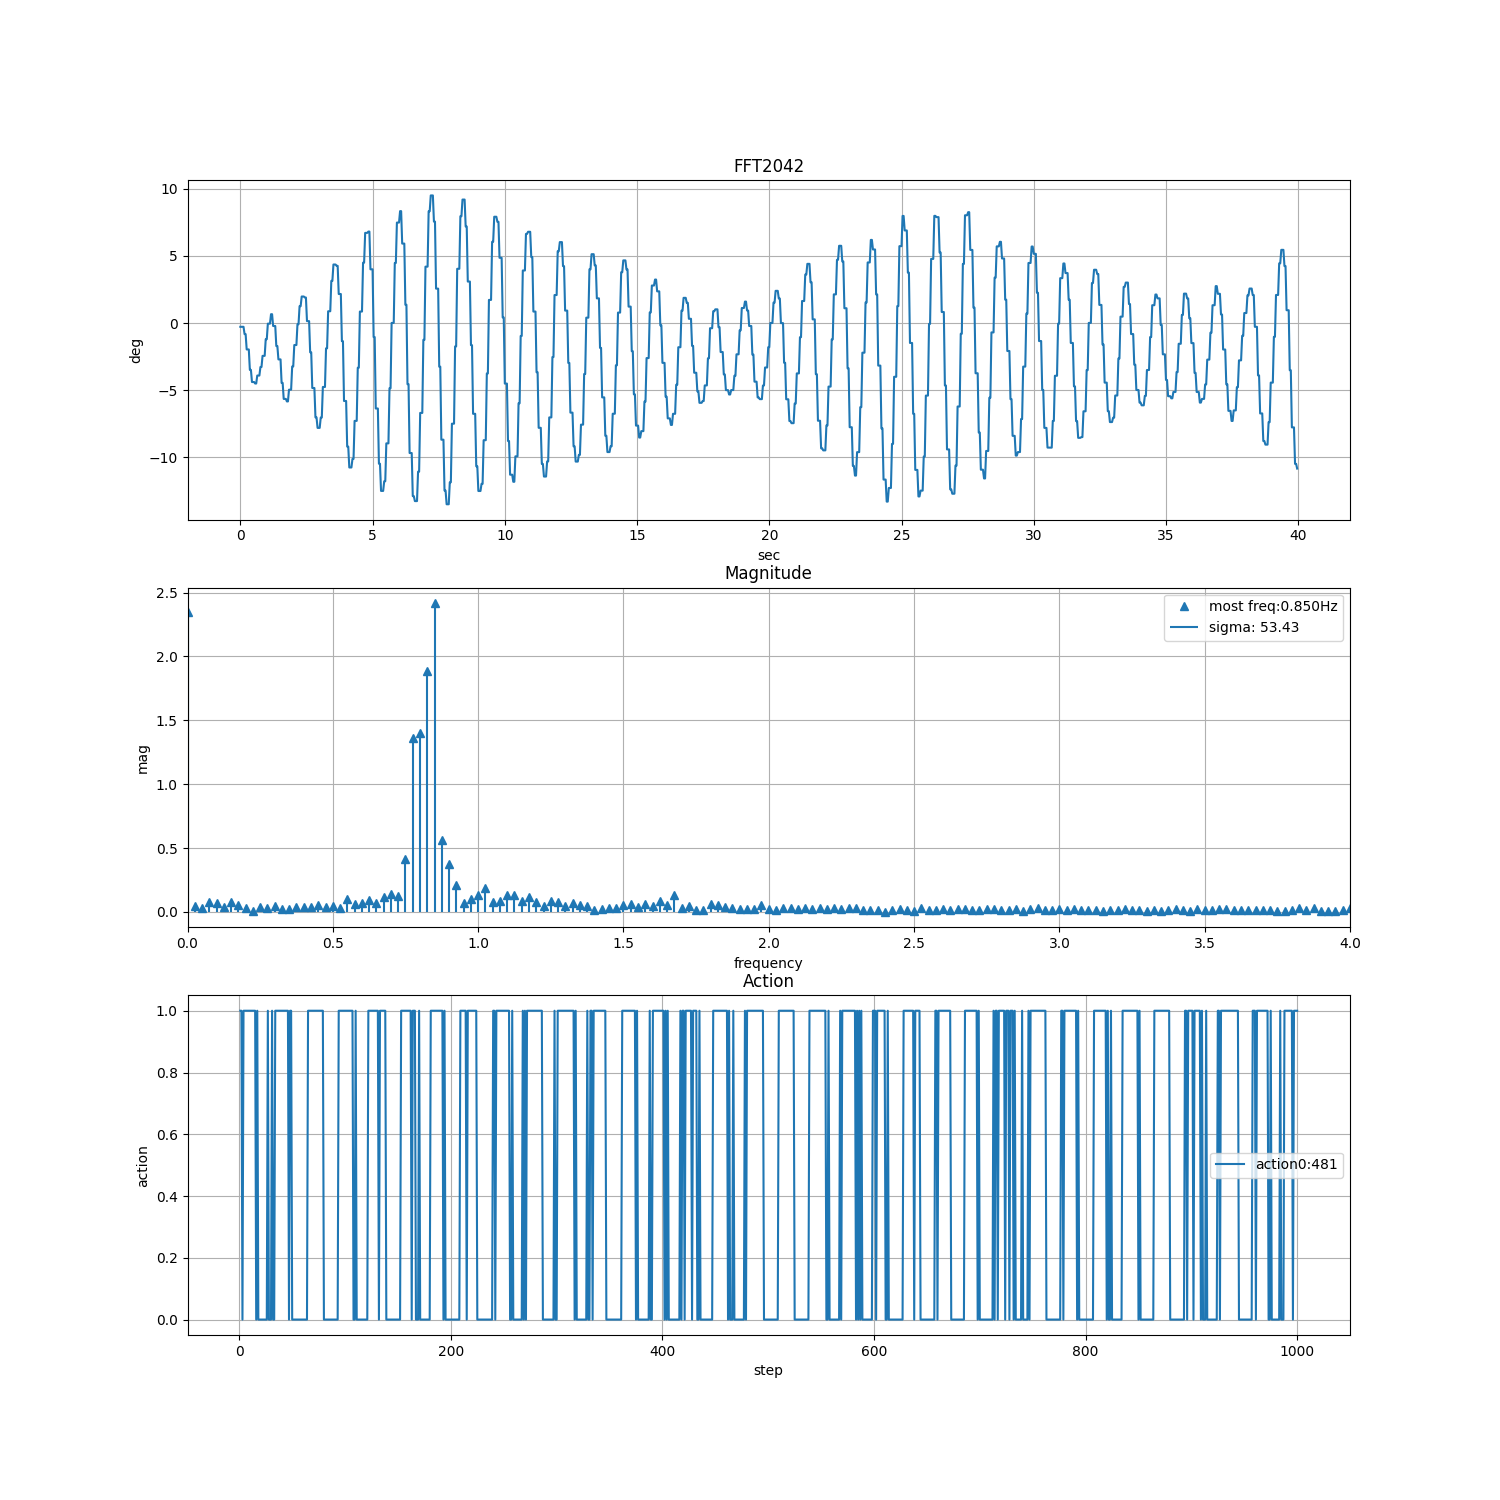 FFT2042
10
5
0
−5
−10
deg
0 5 10 15 20 25 30 35 40
sec
Magnitude
2.5
2.0
1.5
1.0
0.5
0.0
mag
most freq:0.850Hz
sigma: 53.43
0.0 0.5 1.0 1.5 2.0 2.5 3.0 3.5 4.0
frequency
Action
1.0
0.8
0.6
0.4
0.2
0.0
action
action0:481
0 200 400 600 800 1000
step